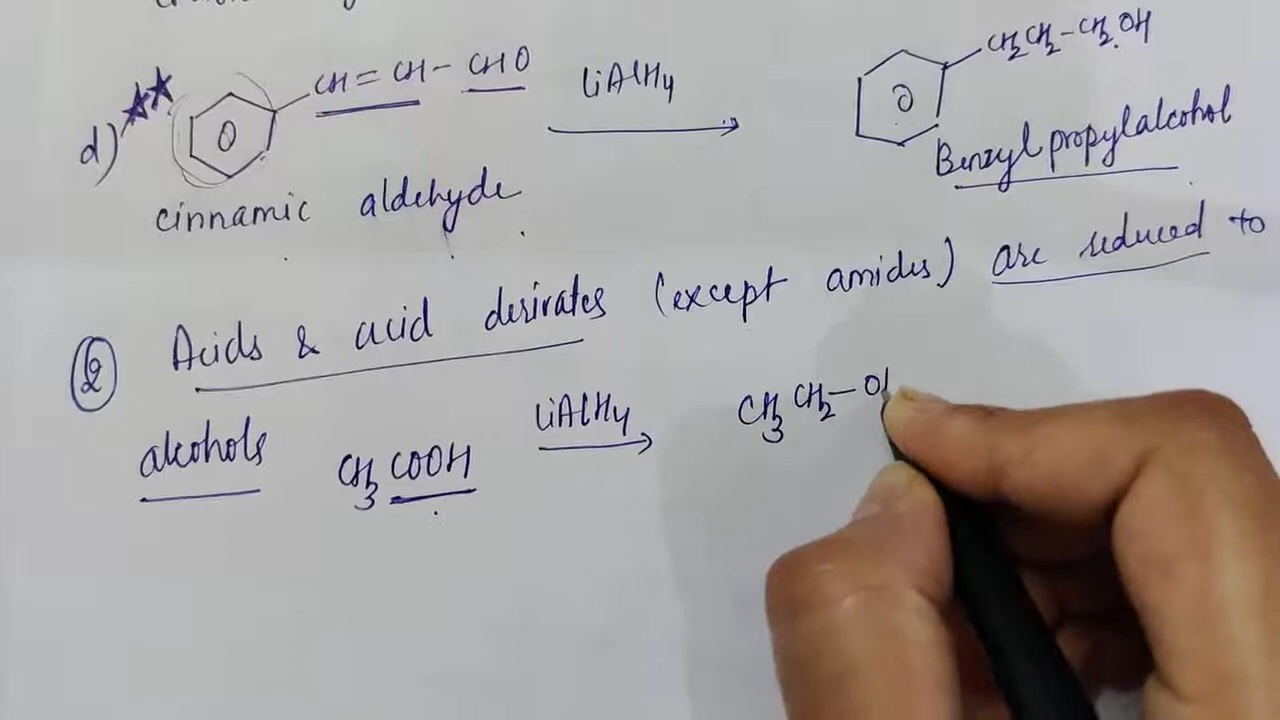 d) ★★ CH=CH-CHO LiAlH4 → CH2CH2-CH2OH
cinnamic aldehyde Benzyl propylalcohol
② Acids & acid derivates (except amides) are reduced to
alcohols CH3COOH LiAlH4 → CH3CH2-O